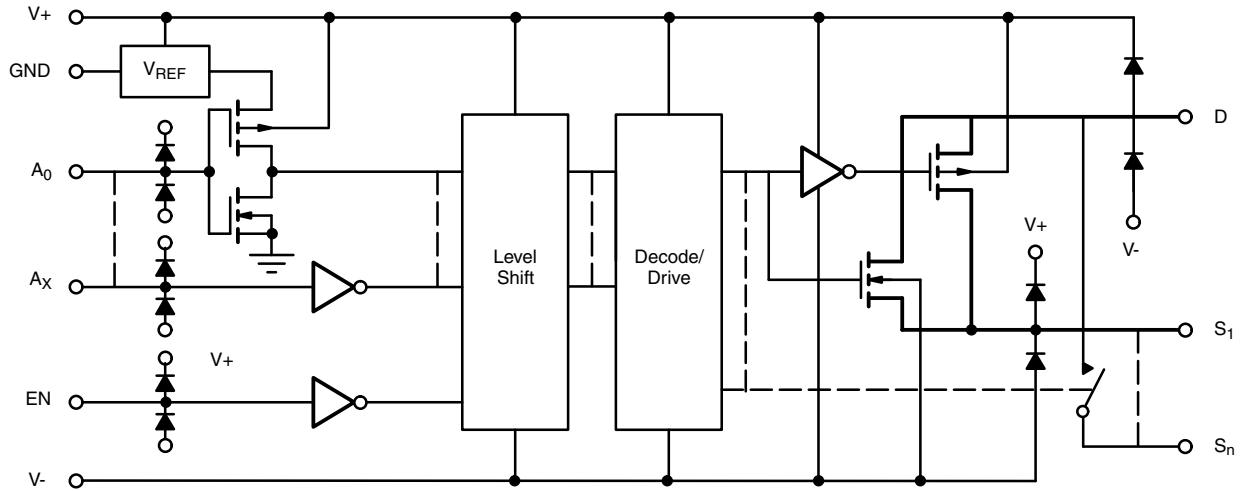 V+
GND
VREF
A0
AX
V+
EN
V-
Level
Shift
Decode/
Drive
D
V+
V-
S1
Sn